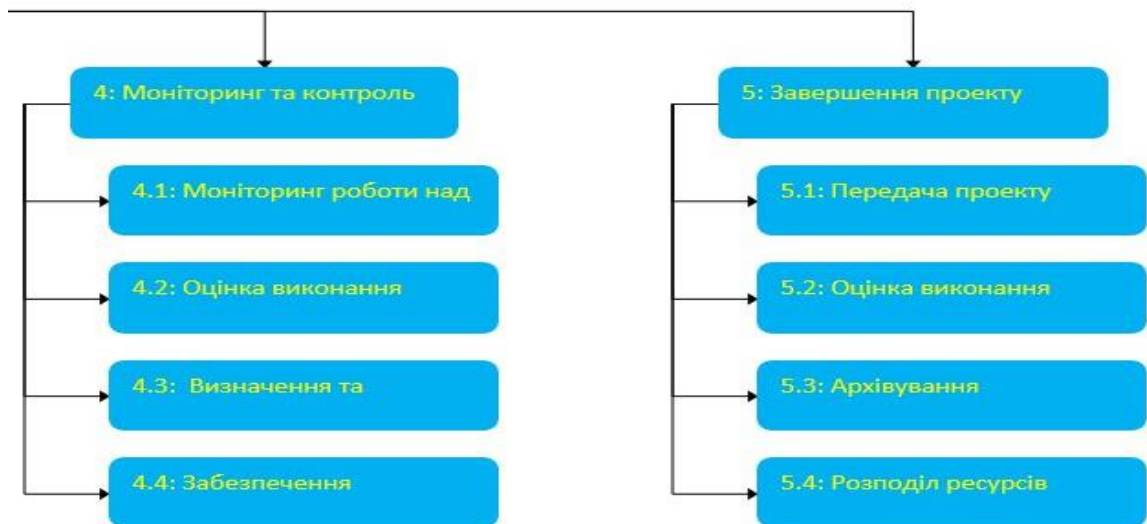 4: Моніторинг та контроль
4.1: Моніторинг роботи над
4.2: Оцінка виконання
4.3: Визначення та
4.4: Забезпечення
5: Завершення проекту
5.1: Передача проекту
5.2: Оцінка виконання
5.3: Архівування
5.4: Розподіл ресурсів